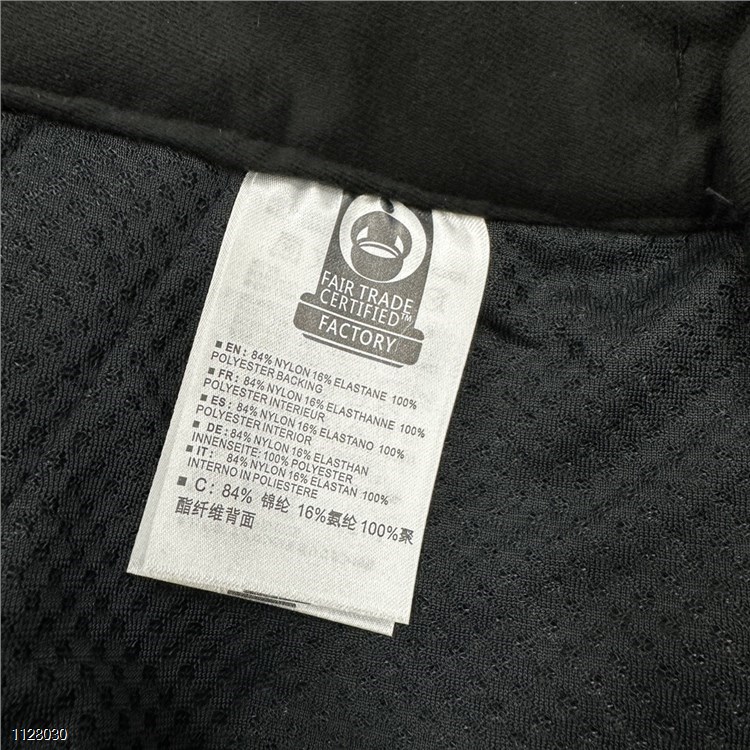 FAIR TRADE
CERTIFIED™
FACTORY
■ EN: 84% NYLON 16% ELASTANE 100%
POLYESTER BACKING
■ FR: 84% NYLON 16% ELASTHANNE 100%
POLYESTER INTERIEUR
■ ES: 84% NYLON 16% ELASTANO 100%
POLYESTER INTERIOR
■ DE: 84% NYLON 16% ELASTHAN
INNENSEITE: 100% POLYESTER
■ IT: 84% NYLON 16% ELASTAN 100%
INTERNO IN POLIESTERE
■ C: 84% 锦纶 16%氨纶100%聚
酯纤维背面
1128030